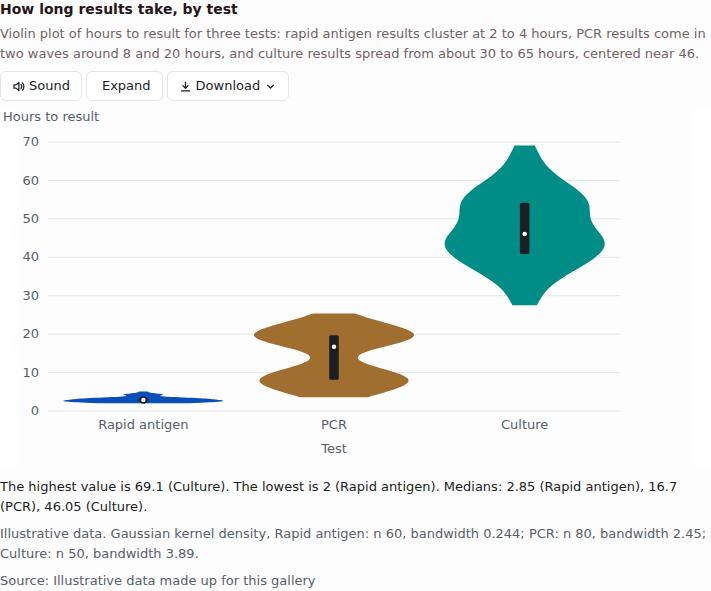 How long results take, by test
Violin plot of hours to result for three tests: rapid antigen results cluster at 2 to 4 hours, PCR results come in
two waves around 8 and 20 hours, and culture results spread from about 30 to 65 hours, centered near 46.
Sound Expand Download
Hours to result
70
60
50
40
30
20
10
0
Rapid antigen PCR Culture
Test
The highest value is 69.1 (Culture). The lowest is 2 (Rapid antigen). Medians: 2.85 (Rapid antigen), 16.7
(PCR), 46.05 (Culture).
Illustrative data. Gaussian kernel density, Rapid antigen: n 60, bandwidth 0.244; PCR: n 80, bandwidth 2.45;
Culture: n 50, bandwidth 3.89.
Source: Illustrative data made up for this gallery